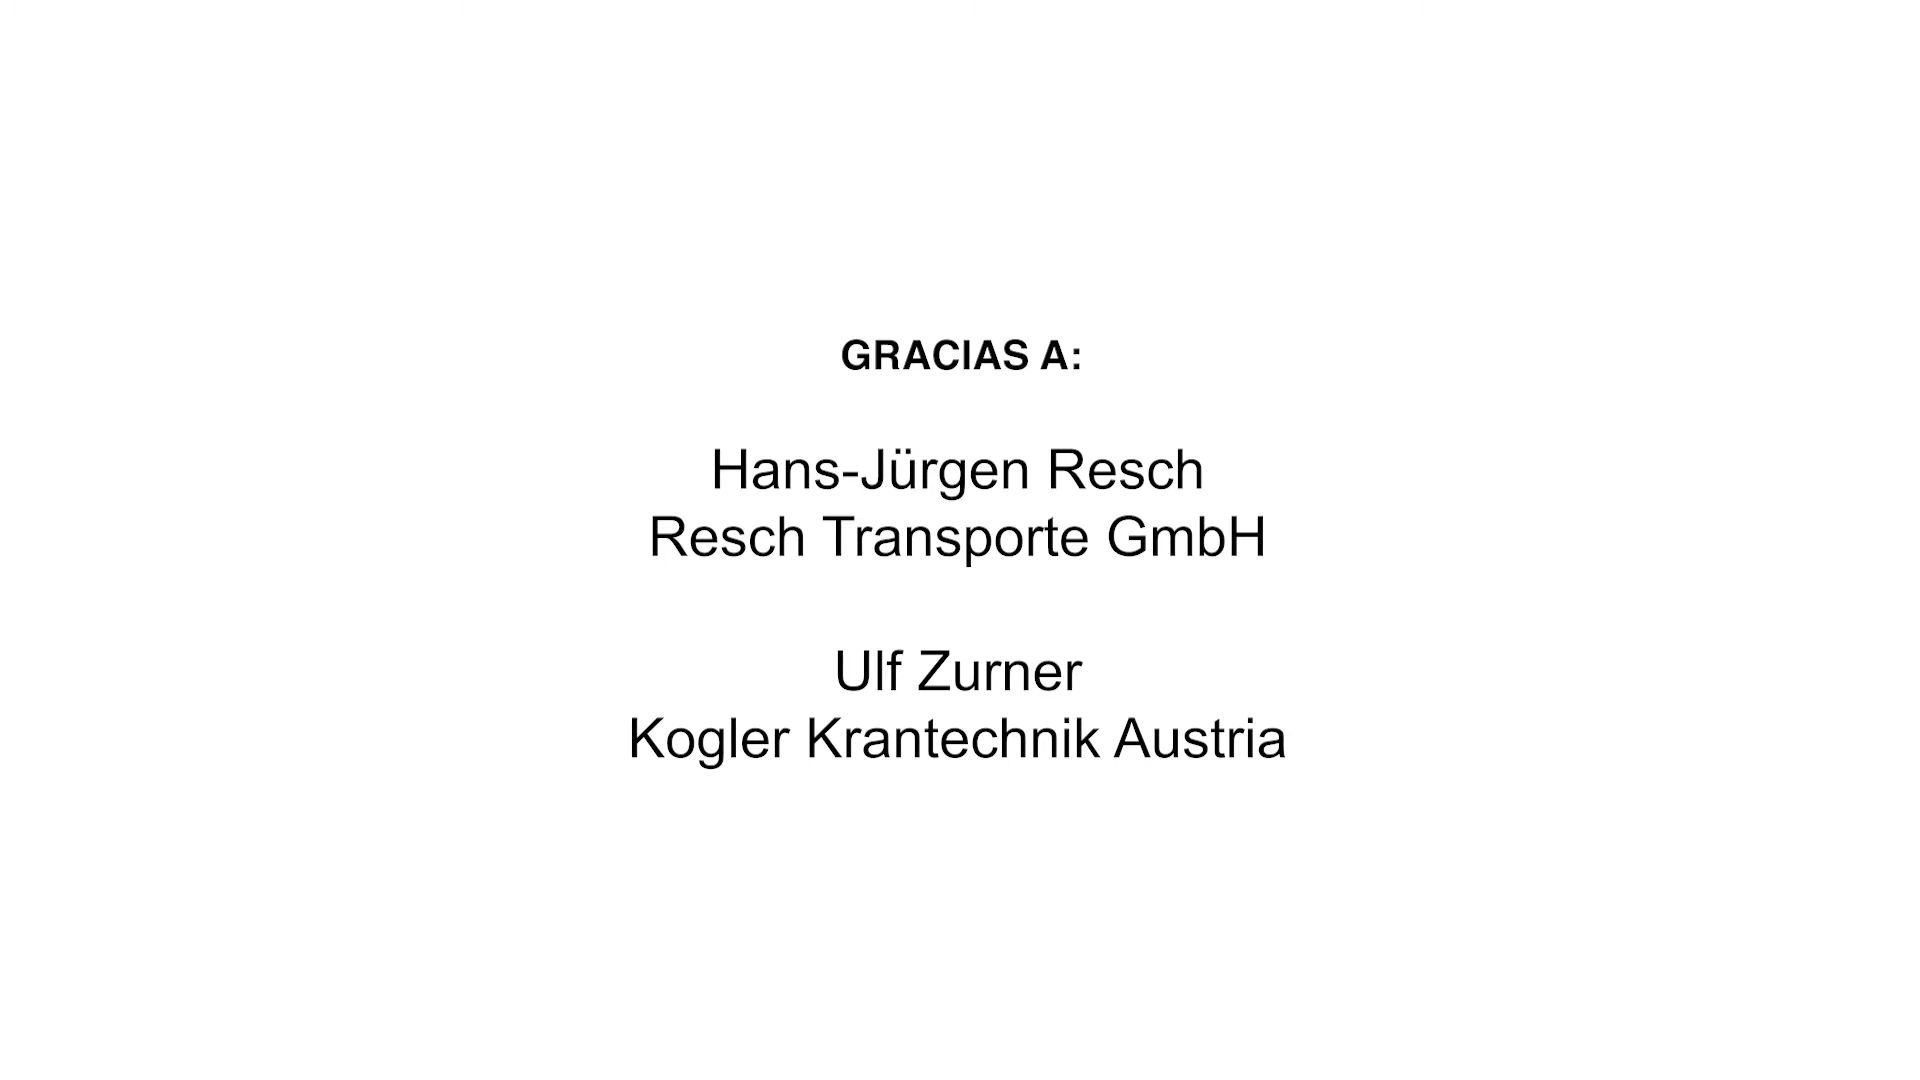 GRACIAS A:
Hans-Jürgen Resch
Resch Transporte GmbH
Ulf Zurner
Kogler Krantechnik Austria